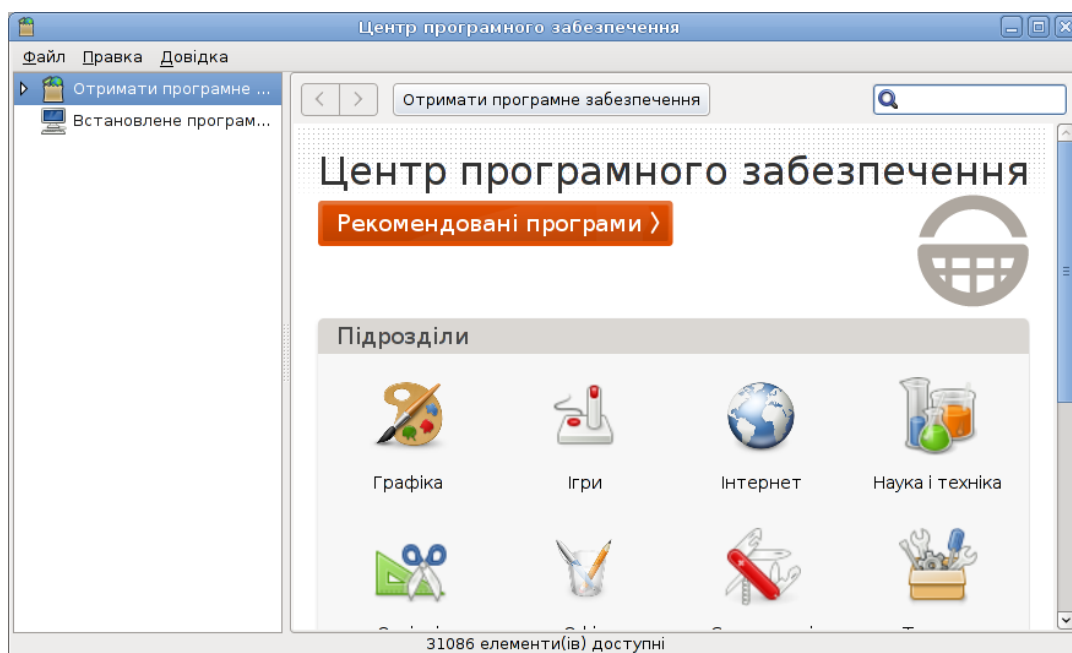 Центр програмного забезпечення
Файл Правка Довідка
Отримати програмне ...
Встановлене програм...
Отримати програмне забезпечення
Центр програмного забезпечення
Рекомендовані програми ⟩
Підрозділи
Графіка Ігри Інтернет Наука і техніка
31086 елементи(ів) доступні